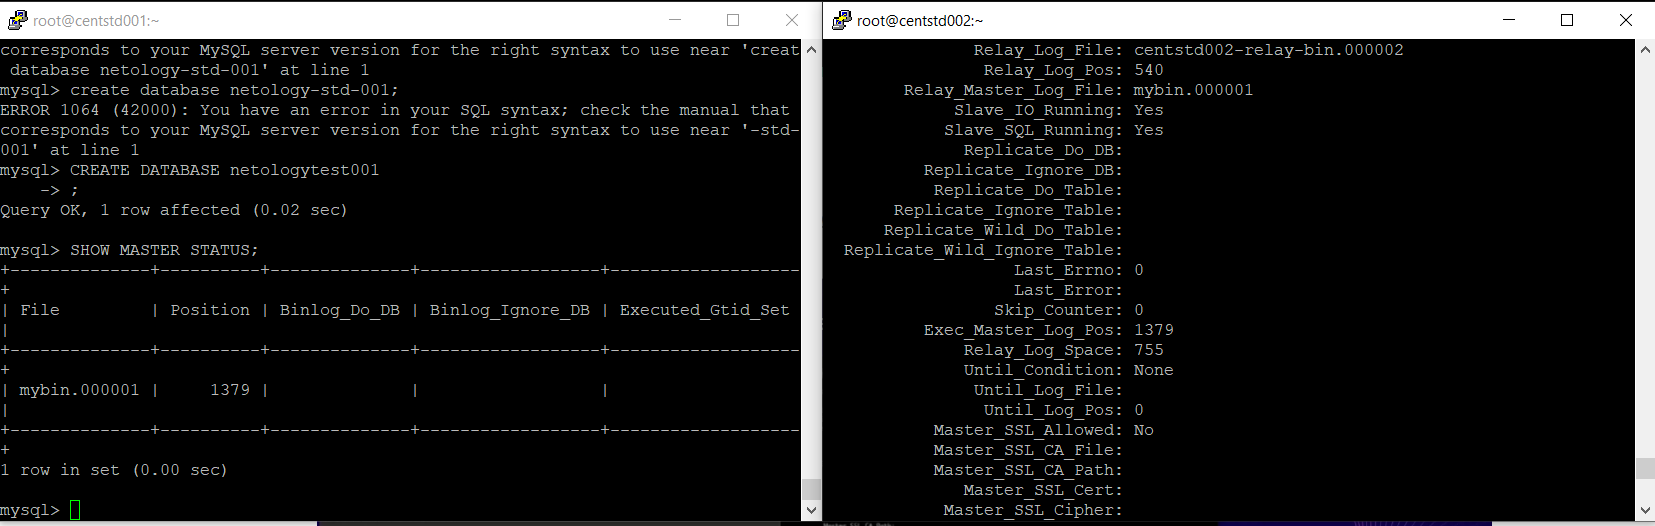 root@centstd001:~
corresponds to your MySQL server version for the right syntax to use near 'creat
 database netology-std-001' at line 1
mysql> create database netology-std-001;
ERROR 1064 (42000): You have an error in your SQL syntax; check the manual that
corresponds to your MySQL server version for the right syntax to use near '-std-
001' at line 1
mysql> CREATE DATABASE netologytest001
    -> ;
Query OK, 1 row affected (0.02 sec)
mysql> SHOW MASTER STATUS;
+--------------+----------+--------------+------------------+-------------------
+
| File         | Position | Binlog_Do_DB | Binlog_Ignore_DB | Executed_Gtid_Set
|
+--------------+----------+--------------+------------------+-------------------
+
| mybin.000001 |     1379 |              |                  |
|
+--------------+----------+--------------+------------------+-------------------
+
1 row in set (0.00 sec)
mysql>
root@centstd002:~
Relay_Log_File: centstd002-relay-bin.000002
Relay_Log_Pos: 540
Relay_Master_Log_File: mybin.000001
Slave_IO_Running: Yes
Slave_SQL_Running: Yes
Replicate_Do_DB:
Replicate_Ignore_DB:
Replicate_Do_Table:
Replicate_Ignore_Table:
Replicate_Wild_Do_Table:
Replicate_Wild_Ignore_Table:
Last_Errno: 0
Last_Error:
Skip_Counter: 0
Exec_Master_Log_Pos: 1379
Relay_Log_Space: 755
Until_Condition: None
Until_Log_File:
Until_Log_Pos: 0
Master_SSL_Allowed: No
Master_SSL_CA_File:
Master_SSL_CA_Path:
Master_SSL_Cert:
Master_SSL_Cipher: